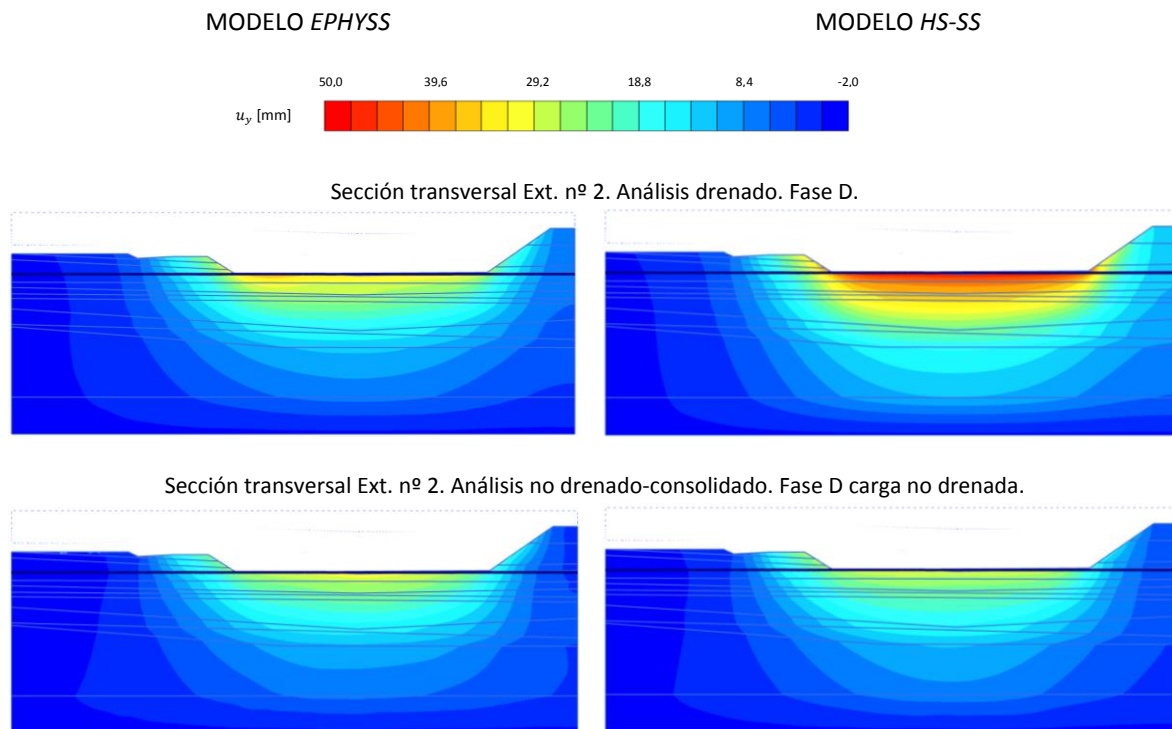 MODELO EPHYSS
MODELO HS-SS
50,0 39,6 29,2 18,8 8,4 -2,0
u_y [mm]
Sección transversal Ext. nº 2. Análisis drenado. Fase D.
Sección transversal Ext. nº 2. Análisis no drenado-consolidado. Fase D carga no drenada.